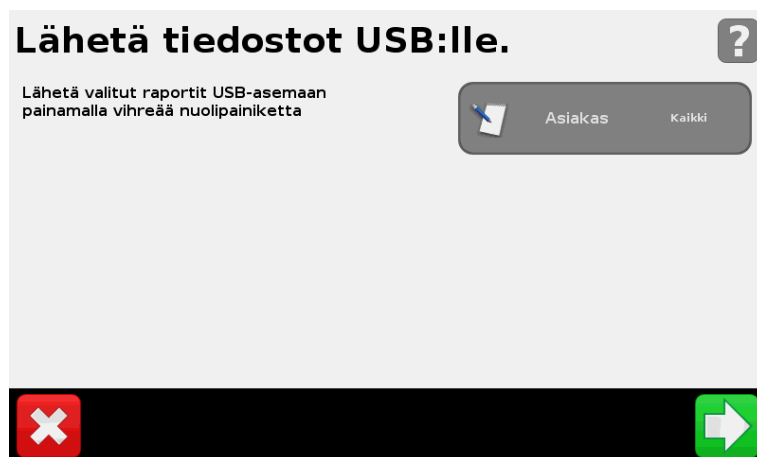 Lähetä tiedostot USB:lle.
?
Lähetä valitut raportit USB-asemaan
painamalla vihreää nuolipainiketta
Asiakas Kaikki